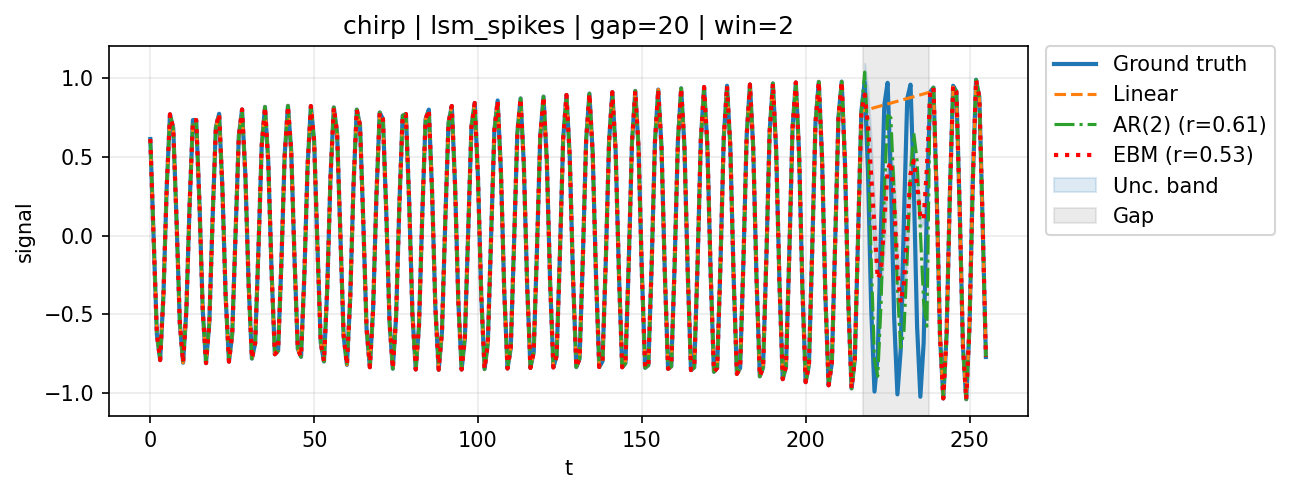 chirp | lsm_spikes | gap=20 | win=2
signal
1.0
0.5
0.0
−0.5
−1.0
0
50
100
150
200
250
t
Ground truth
Linear
AR(2) (r=0.61)
EBM (r=0.53)
Unc. band
Gap